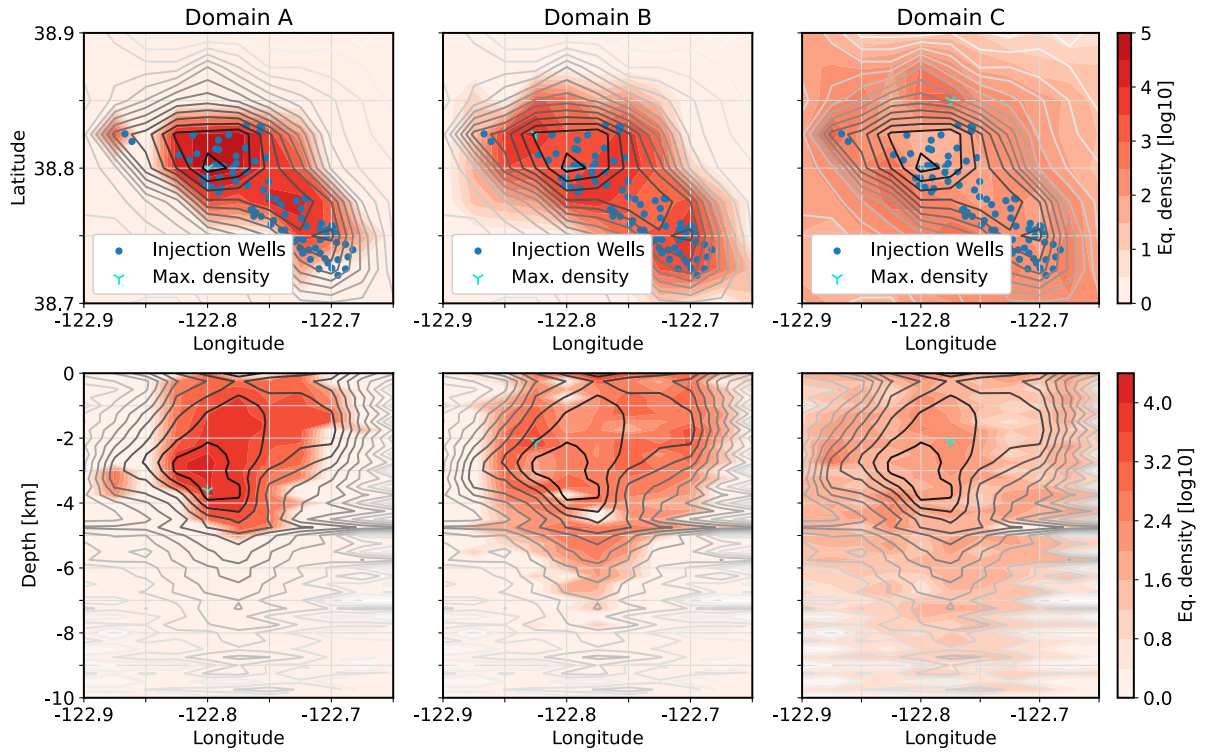 Domain A
Domain B
Domain C
38.9
38.8
38.7
Latitude
Injection Wells
Max. density
Injection Wells
Max. density
Injection Wells
Max. density
-122.9
-122.8
-122.7
-122.9
-122.8
-122.7
-122.9
-122.8
-122.7
Longitude
Longitude
Longitude
5
4
3
2
1
0
Eq. density [log10]
0
-2
-4
-6
-8
-10
Depth [km]
-122.9
-122.8
-122.7
-122.9
-122.8
-122.7
-122.9
-122.8
-122.7
Longitude
Longitude
Longitude
4.0
3.2
2.4
1.6
0.8
0.0
Eq. density [log10]